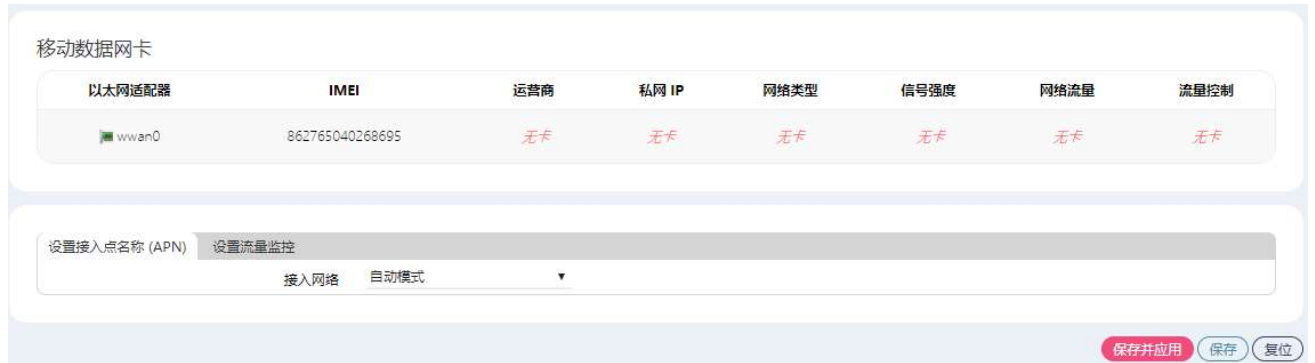 移动数据网卡
以太网适配器 IMEI 运营商 私网 IP 网络类型 信号强度 网络流量 流量控制
wwan0 862765040268695 无卡 无卡 无卡 无卡 无卡 无卡
设置接入点名称 (APN) 设置流量监控
接入网络 自动模式
保存并应用 保存 复位